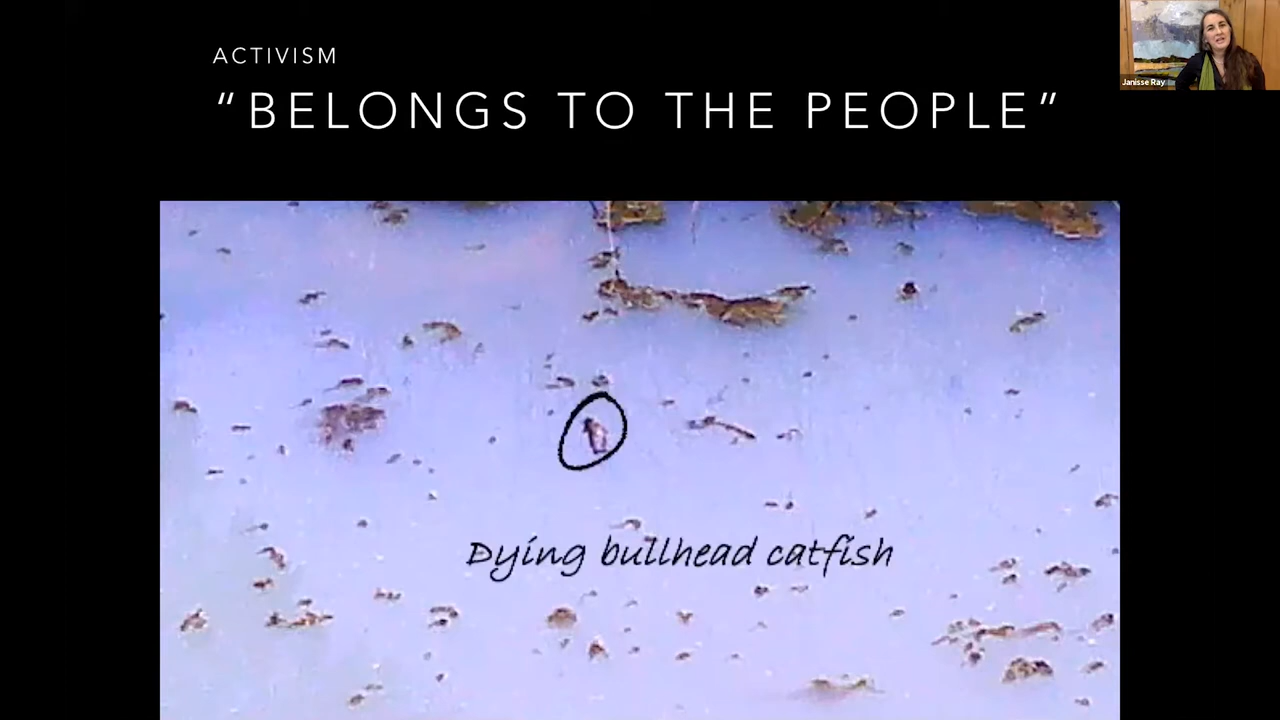 ACTIVISM
“BELONGS TO THE PEOPLE”
Janisse Ray
Dying bullhead catfish